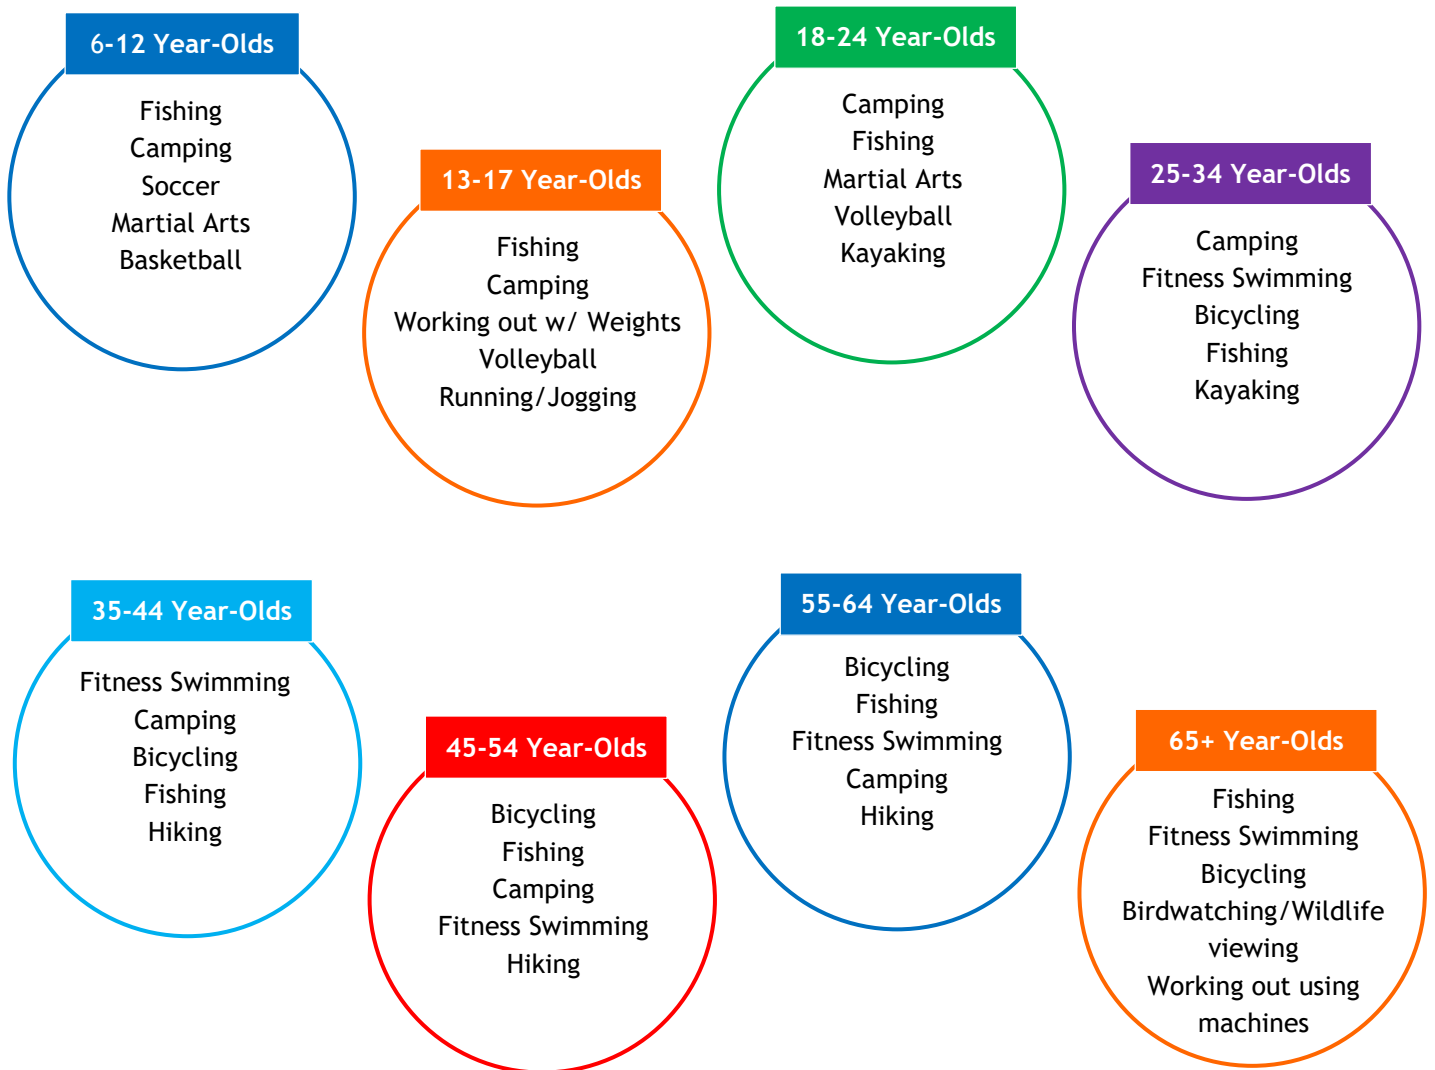 6-12 Year-Olds
Fishing
Camping
Soccer
Martial Arts
Basketball
13-17 Year-Olds
Fishing
Camping
Working out w/ Weights
Volleyball
Running/Jogging
18-24 Year-Olds
Camping
Fishing
Martial Arts
Volleyball
Kayaking
25-34 Year-Olds
Camping
Fitness Swimming
Bicycling
Fishing
Kayaking
35-44 Year-Olds
Fitness Swimming
Camping
Bicycling
Fishing
Hiking
45-54 Year-Olds
Bicycling
Fishing
Camping
Fitness Swimming
Hiking
55-64 Year-Olds
Bicycling
Fishing
Fitness Swimming
Camping
Hiking
65+ Year-Olds
Fishing
Fitness Swimming
Bicycling
Birdwatching/Wildlife
viewing
Working out using
machines